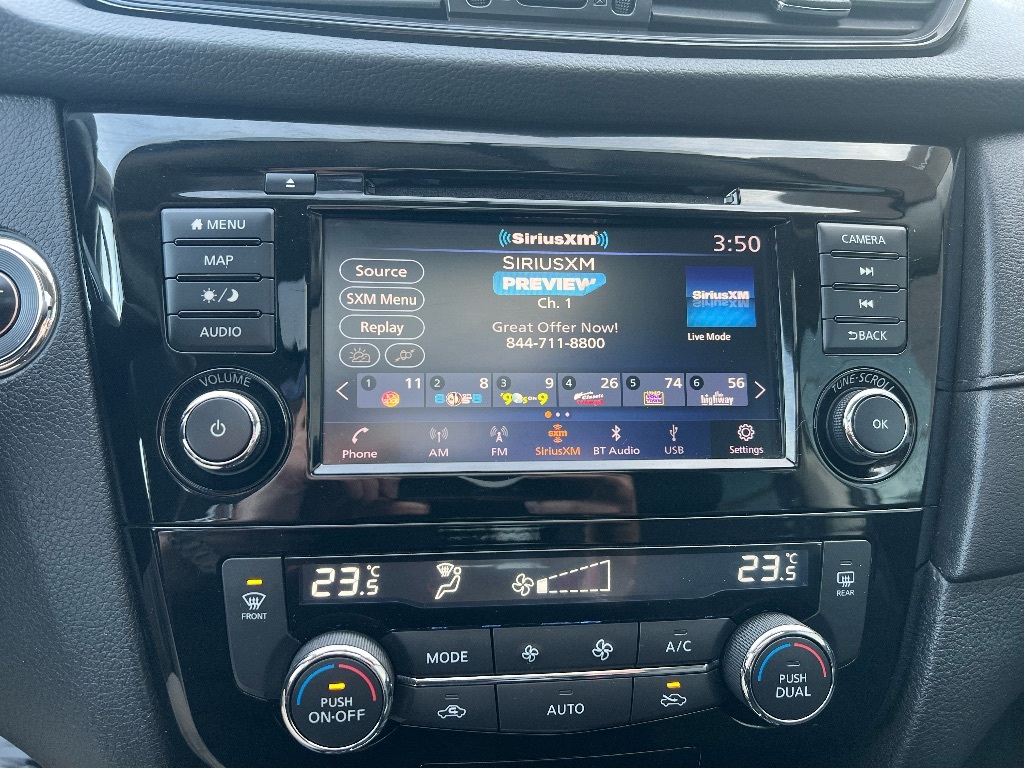 MENU
MAP
AUDIO
VOLUME
SiriusXM
3:50
Source
SXM Menu
Replay
SIRIUSXM
PREVIEW
Ch. 1
Great Offer Now!
844-711-8800
SiriusXM
Live Mode
1 11
2 8
3 9
4 26
5 74
6 56
the highway
Phone
AM
FM
sxm
SiriusXM
BT Audio
USB
Settings
CAMERA
BACK
TUNE·SCROLL
OK
FRONT
23.5°C
23.5°C
REAR
PUSH
ON·OFF
MODE
A/C
AUTO
PUSH
DUAL